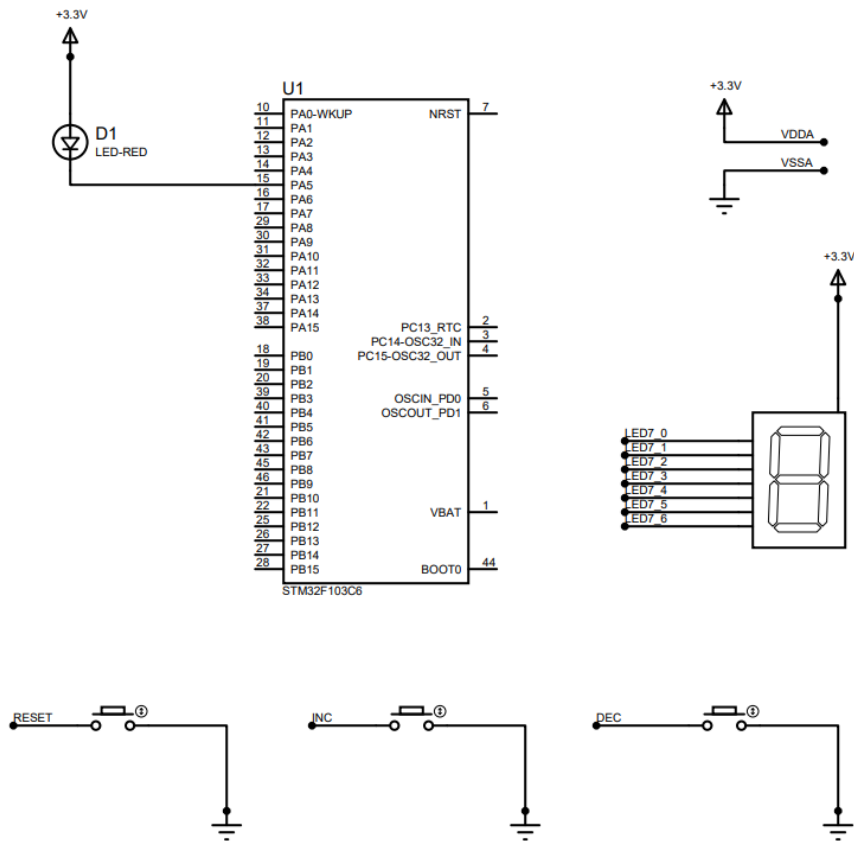 +3.3V
U1
D1
LED-RED
10 PA0-WKUP NRST 7
11 PA1
12 PA2
13 PA3
14 PA4
15 PA5
16 PA6
17 PA7
29 PA8
30 PA9
31 PA10
32 PA11
33 PA12
34 PA13
37 PA14
38 PA15
PC13_RTC 2
PC14-OSC32_IN 3
PC15-OSC32_OUT 4
18 PB0
19 PB1
20 PB2
39 PB3
40 PB4
41 PB5
42 PB6
43 PB7
45 PB8
46 PB9
21 PB10
22 PB11
25 PB12
26 PB13
27 PB14
28 PB15
OSCIN_PD0 5
OSCOUT_PD1 6
VBAT 1
BOOT0 44
STM32F103C6
+3.3V
VDDA
VSSA
+3.3V
LED7_0
LED7_1
LED7_2
LED7_3
LED7_4
LED7_5
LED7_6
RESET
INC
DEC